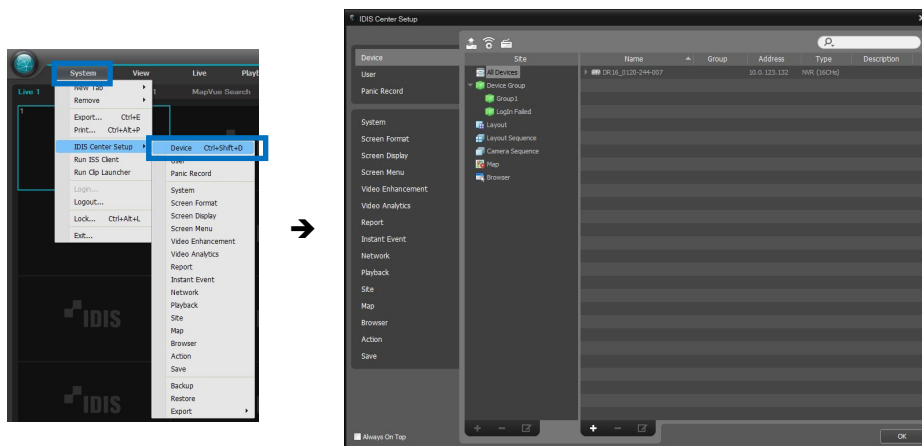 System View Live Playb
Live 1
1 MapVue Search
1
New Tab
Remove
Export... Ctrl+E
Print... Ctrl+Alt+P
IDIS Center Setup
Run ISS Client
Run Clip Launcher
Login...
Logout...
Lock... Ctrl+Alt+L
Exit...
Device Ctrl+Shift+D
User
Panic Record
System
Screen Format
Screen Display
Screen Menu
Video Enhancement
Video Analytics
Report
Instant Event
Network
Playback
Site
Map
Browser
Action
Save
Backup
Restore
Export
IDIS
IDIS
IDIS Center Setup
Device
User
Panic Record
System
Screen Format
Screen Display
Screen Menu
Video Enhancement
Video Analytics
Report
Instant Event
Network
Playback
Site
Map
Browser
Action
Save
Always On Top
Site
All Devices
Device Group
Group1
LogIn Failed
Layout
Layout Sequence
Camera Sequence
Map
Browser
Name Group Address Type Description
DR16_0120-244-007 10.0.123.132 NVR (16CH)
OK